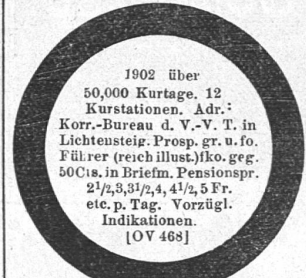 1902 über
50,000 Kurtage. 12
Kurstationen. Adr.:
Korr.-Bureau d. V.-V. T. in
Lichtensteig. Prosp. gr. u. fo.
Führer (reich illust.) fko. geg.
50 Cts. in Briefm. Pensionspr.
2½, 3, 3½, 4, 4½, 5 Fr.
etc. p. Tag. Vorzügl.
Indikationen.
[OV 468]